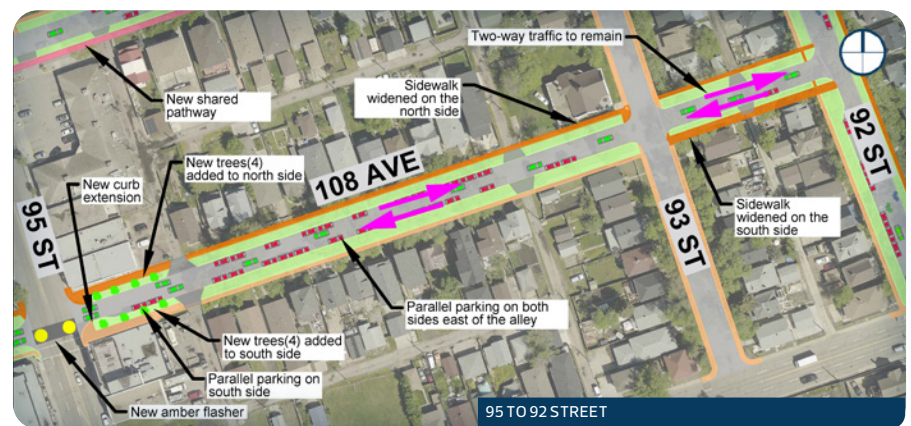 Two-way traffic to remain
New shared
pathway
Sidewalk
widened on the
north side
92 ST
New trees(4)
added to north side
108 AVE
New curb
extension
95 ST
Sidewalk
widened on the
south side
93 ST
Parallel parking on both
sides east of the alley
New trees(4) added
to south side
Parallel parking on
south side
New amber flasher
95 TO 92 STREET